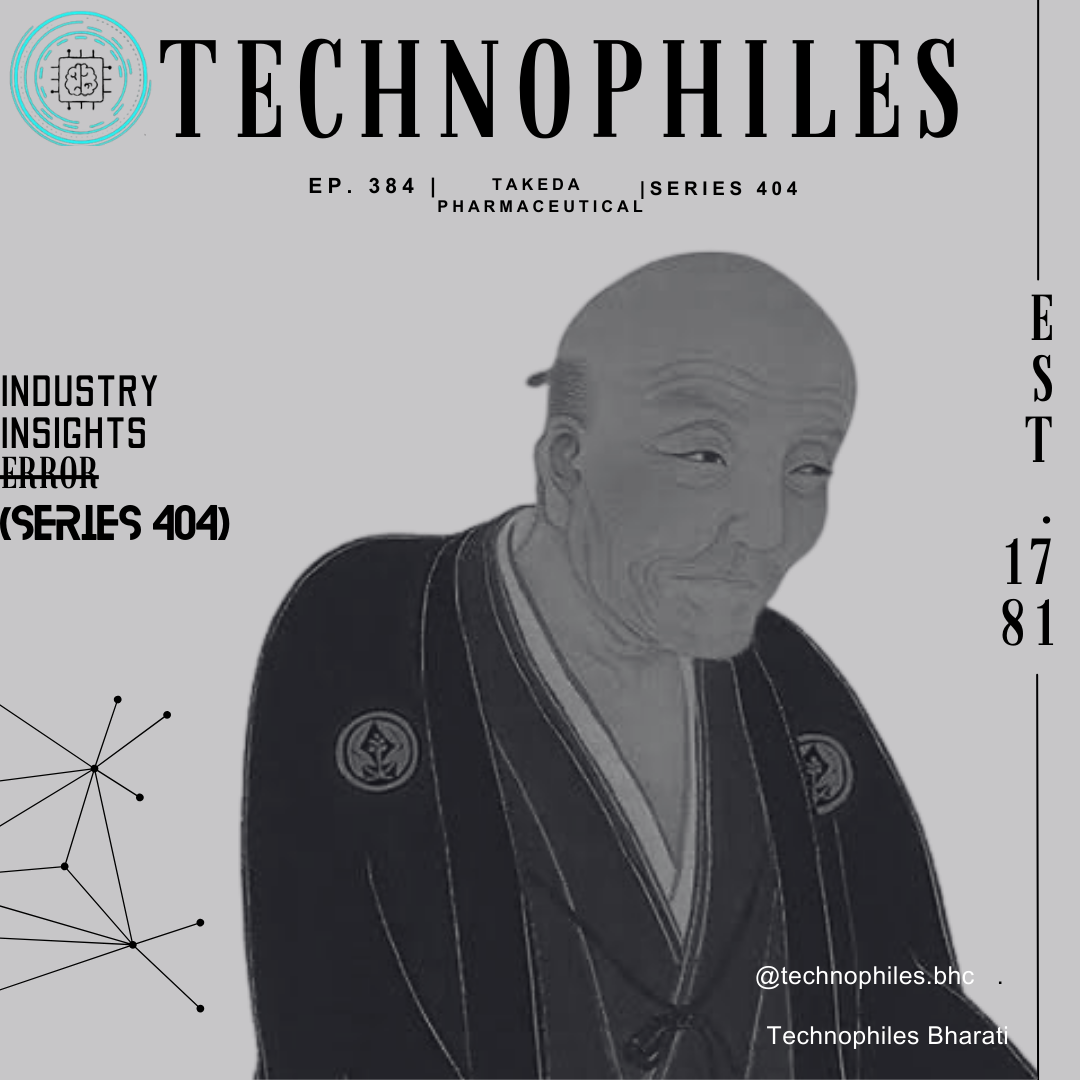 TECHNOPHILES
EP. 384 | TAKEDA PHARMACEUTICAL |SERIES 404
INDUSTRY
INSIGHTS
ERROR
(SERIES 404)
E
S
T
.
17
81
@technophiles.bhc .
Technophiles Bharati